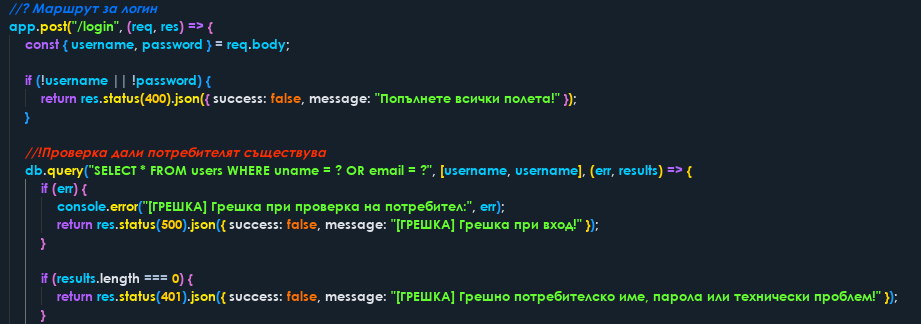 //? Маршрут за логин
app.post("/login", (req, res) => {
const { username, password } = req.body;
if (!username || !password) {
return res.status(400).json({ success: false, message: "Попълнете всички полета!" });
}
//!Проверка дали потребителят съществува
db.query("SELECT * FROM users WHERE uname = ? OR email = ?", [username, username], (err, results) => {
if (err) {
console.error("[ГРЕШКА] Грешка при проверка на потребител:", err);
return res.status(500).json({ success: false, message: "[ГРЕШКА] Грешка при вход!" });
}
if (results.length === 0) {
return res.status(401).json({ success: false, message: "[ГРЕШКА] Грешно потребителско име, парола или технически проблем!" });
}